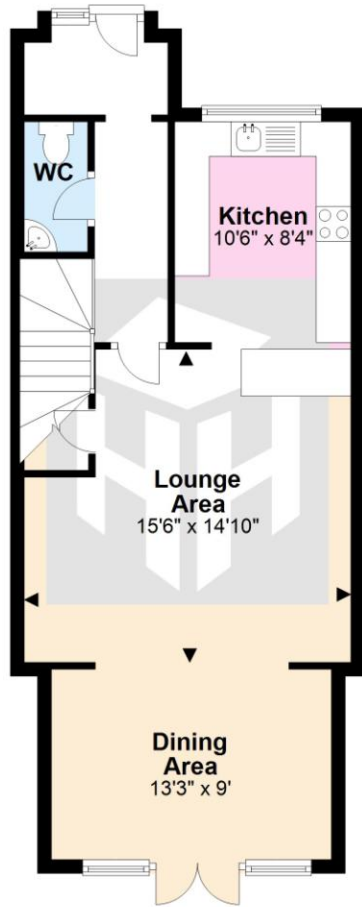 WC
Kitchen
10'6" x 8'4"
Lounge
Area
15'6" x 14'10"
Dining
Area
13'3" x 9'